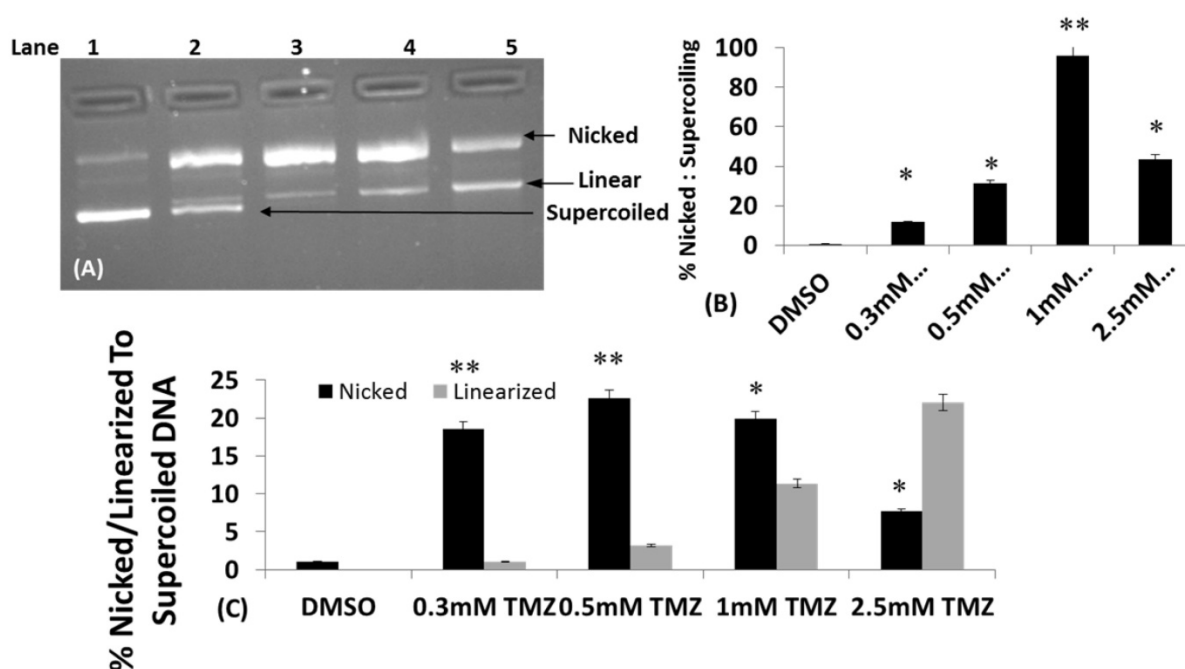 Lane 1 2 3 4 5
Nicked
Linear
Supercoiled
(A)
% Nicked : Supercoiling
100
80
60
40
20
0
**
*
*
*
DMSO
0.3mM...
0.5mM...
1mM...
2.5mM...
(B)
% Nicked/Linearized To
Supercoiled DNA
25
20
15
10
5
0
Nicked Linearized
**
**
*
*
DMSO 0.3mM TMZ 0.5mM TMZ 1mM TMZ 2.5mM TMZ
(C)